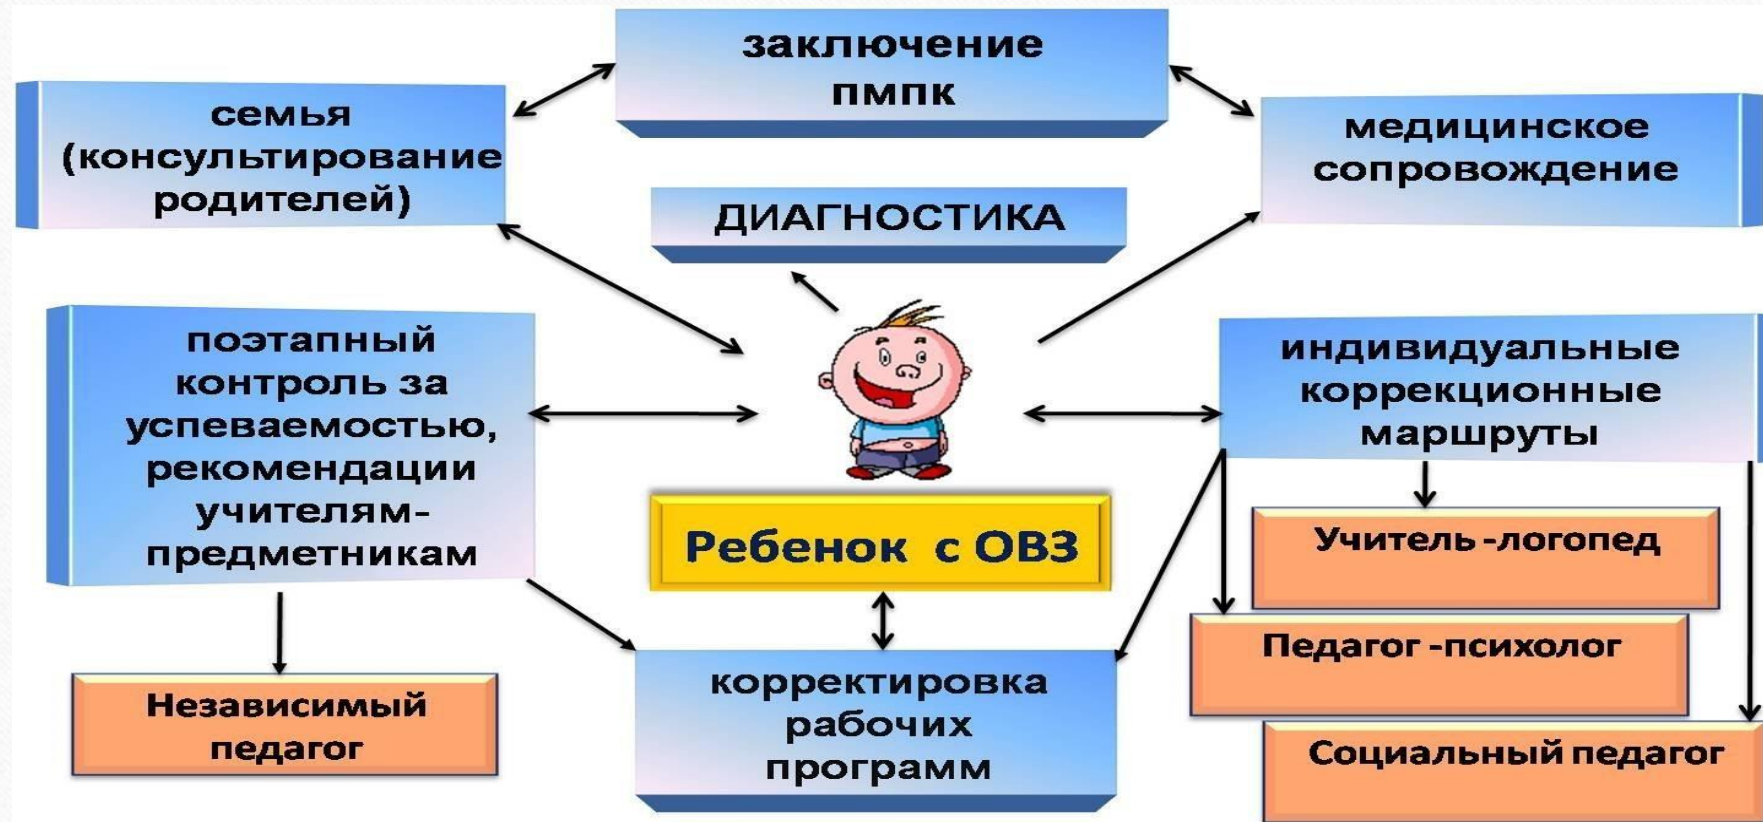 заключение
пмпк
семья
(консультирование
родителей)
медицинское
сопровождение
ДИАГНОСТИКА
поэтапный
контроль за
успеваемостью,
рекомендации
учителям-
предметникам
индивидуальные
коррекционные
маршруты
Ребенок с ОВЗ
Учитель -логопед
Педагог -психолог
Социальный педагог
Независимый
педагог
корректировка
рабочих
программ